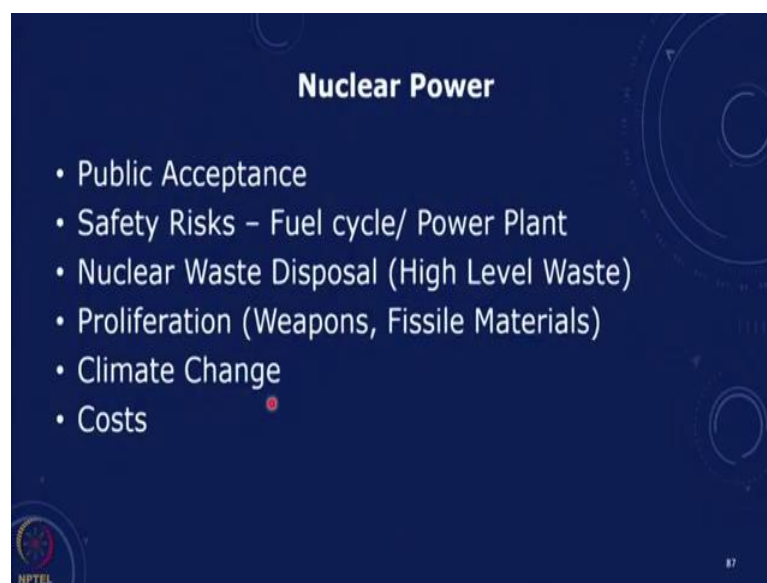 Nuclear Power
• Public Acceptance
• Safety Risks – Fuel cycle/ Power Plant
• Nuclear Waste Disposal (High Level Waste)
• Proliferation (Weapons, Fissile Materials)
• Climate Change
• Costs
NPTEL
87